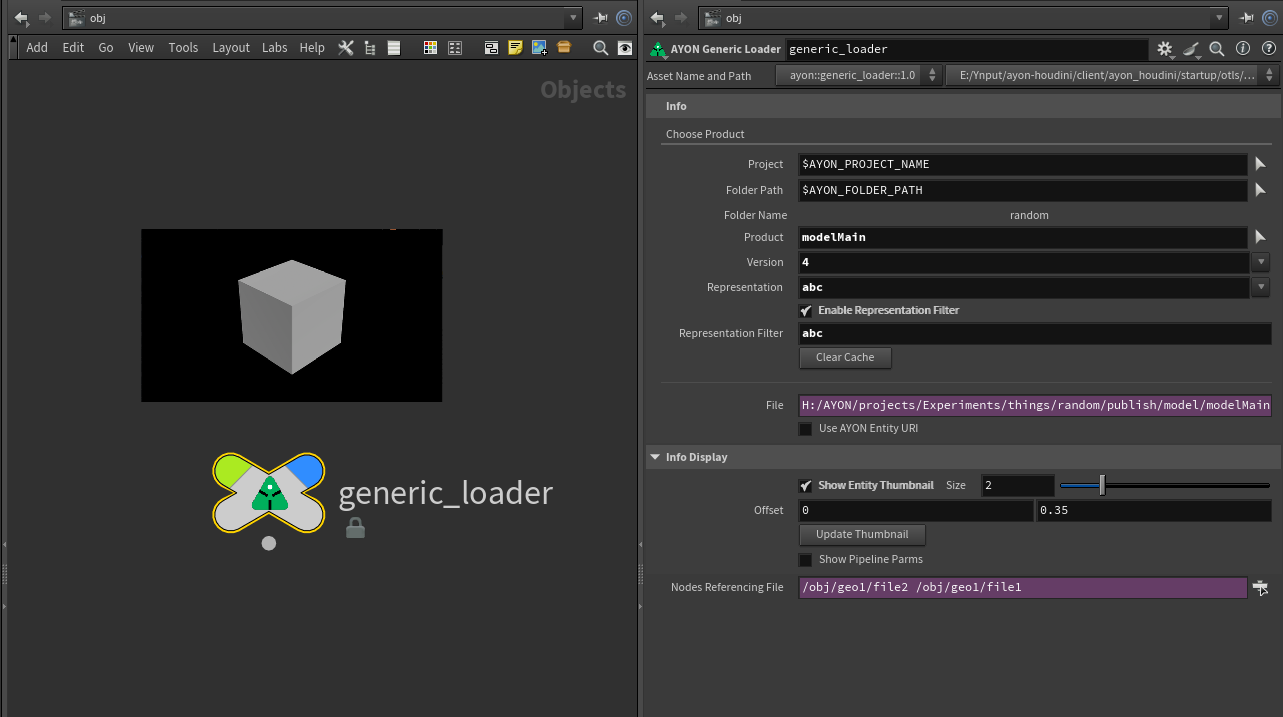 obj
Add Edit Go View Tools Layout Labs Help
Objects
generic_loader
obj
AYON Generic Loader generic_loader
Asset Name and Path ayon::generic_loader::1.0 E:/Ynput/ayon-houdini/client/ayon_houdini/startup/otls/...
Info
Choose Product
Project $AYON_PROJECT_NAME
Folder Path $AYON_FOLDER_PATH
Folder Name random
Product modelMain
Version 4
Representation abc
Enable Representation Filter
Representation Filter abc
Clear Cache
File H:/AYON/projects/Experiments/things/random/publish/model/modelMain
Use AYON Entity URI
Info Display
Show Entity Thumbnail Size 2
Offset 0 0.35
Update Thumbnail
Show Pipeline Parms
Nodes Referencing File /obj/geo1/file2 /obj/geo1/file1